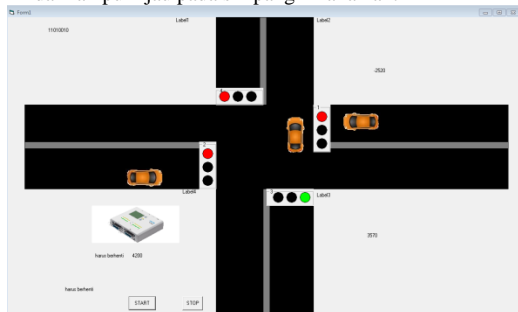 Form1
Label1
Label2
11010010
-2520
1
2
3
Label4
Label3
3570
harus berhenti 4200
harus berhenti
START
STOP